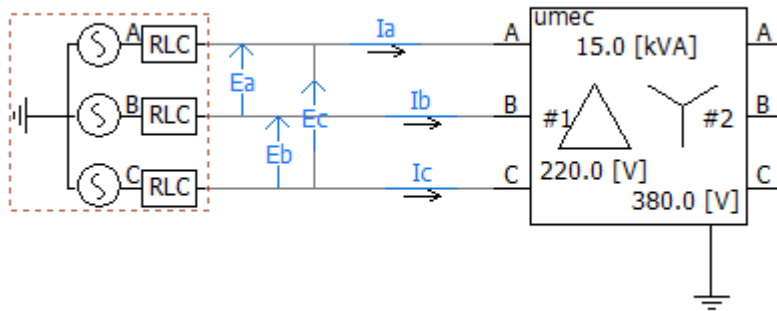 A RLC Ia A umec A
15.0 [kVA]
Ea
B RLC Ib B #1 #2 B
Ec
Eb
C RLC Ic C 220.0 [V] C
380.0 [V]